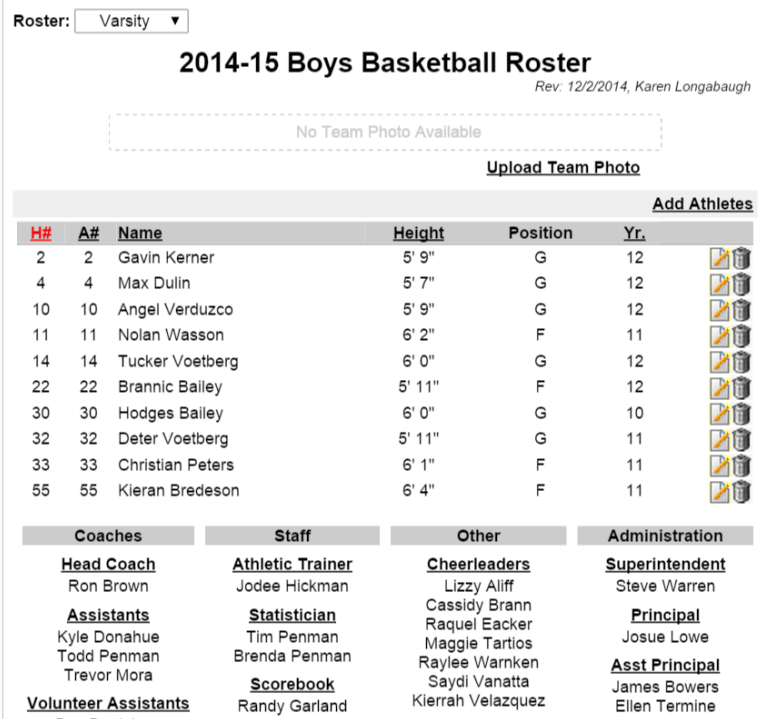 Roster: Varsity
2014-15 Boys Basketball Roster
Rev: 12/2/2014, Karen Longabaugh
No Team Photo Available
Upload Team Photo
Add Athletes
H# A# Name Height Position Yr.
2 2 Gavin Kerner 5' 9" G 12
4 4 Max Dulin 5' 7" G 12
10 10 Angel Verduzco 5' 9" G 12
11 11 Nolan Wasson 6' 2" F 11
14 14 Tucker Voetberg 6' 0" G 12
22 22 Brannic Bailey 5' 11" F 12
30 30 Hodges Bailey 6' 0" G 10
32 32 Deter Voetberg 5' 11" G 11
33 33 Christian Peters 6' 1" F 11
55 55 Kieran Bredeson 6' 4" F 11
Coaches
Head Coach
Ron Brown
Assistants
Kyle Donahue
Todd Penman
Trevor Mora
Volunteer Assistants
Staff
Athletic Trainer
Jodee Hickman
Statistician
Tim Penman
Brenda Penman
Scorebook
Randy Garland
Other
Cheerleaders
Lizzy Aliff
Cassidy Brann
Raquel Eacker
Maggie Tartios
Raylee Warnken
Saydi Vanatta
Kierrah Velazquez
Administration
Superintendent
Steve Warren
Principal
Josue Lowe
Asst Principal
James Bowers
Ellen Termine